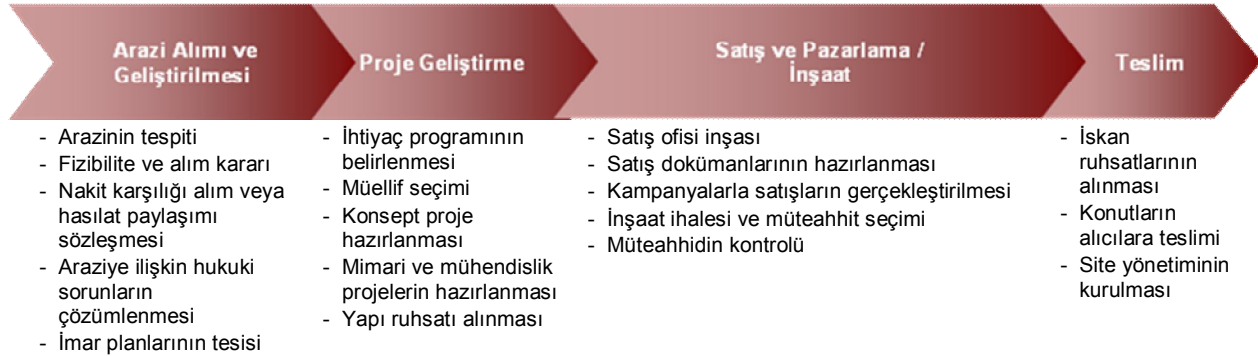 Arazi Alımı ve
Geliştirilmesi
Proje Geliştirme
Satış ve Pazarlama /
İnşaat
Teslim
- Arazinin tespiti
- Fizibilite ve alım kararı
- Nakit karşılığı alım veya
hasılat paylaşımı
sözleşmesi
- Araziye ilişkin hukuki
sorunların
çözümlenmesi
- İmar planlarının tesisi
- İhtiyaç programının
belirlenmesi
- Müellif seçimi
- Konsept proje
hazırlanması
- Mimari ve mühendislik
projelerin hazırlanması
- Yapı ruhsatı alınması
- Satış ofisi inşası
- Satış dokümanlarının hazırlanması
- Kampanyalarla satışların gerçekleştirilmesi
- İnşaat ihalesi ve müteahhit seçimi
- Müteahhidin kontrolü
- İskan
ruhsatlarının
alınması
- Konutların
alıcılara teslimi
- Site yönetiminin
kurulması